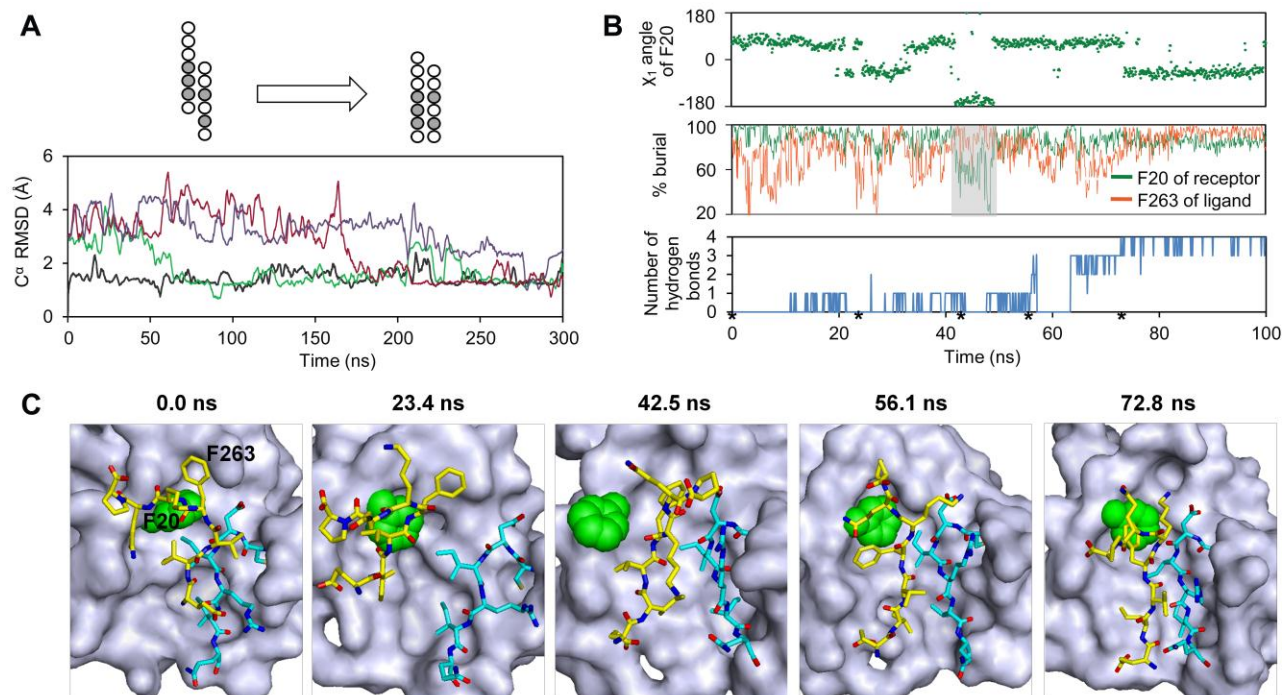 A
6
4
2
0
Cα RMSD (Å)
0 50 100 150 200 250 300
Time (ns)
B
180
0
-180
χ1 angle
of F20
100
60
20
% burial
F20 of receptor
F263 of ligand
4
3
2
1
0
Number of
hydrogen
bonds
* * * * *
0 20 40 60 80 100
Time (ns)
C
0.0 ns 23.4 ns 42.5 ns 56.1 ns 72.8 ns
F263
F20